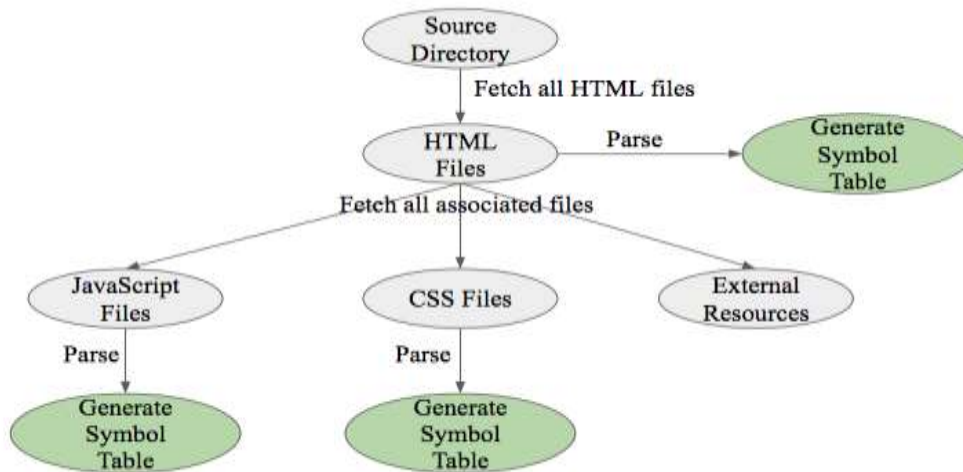 Source
Directory
Fetch all HTML files
HTML
Files
Parse
Generate
Symbol
Table
Fetch all associated files
JavaScript
Files
CSS Files
External
Resources
Parse
Parse
Generate
Symbol
Table
Generate
Symbol
Table